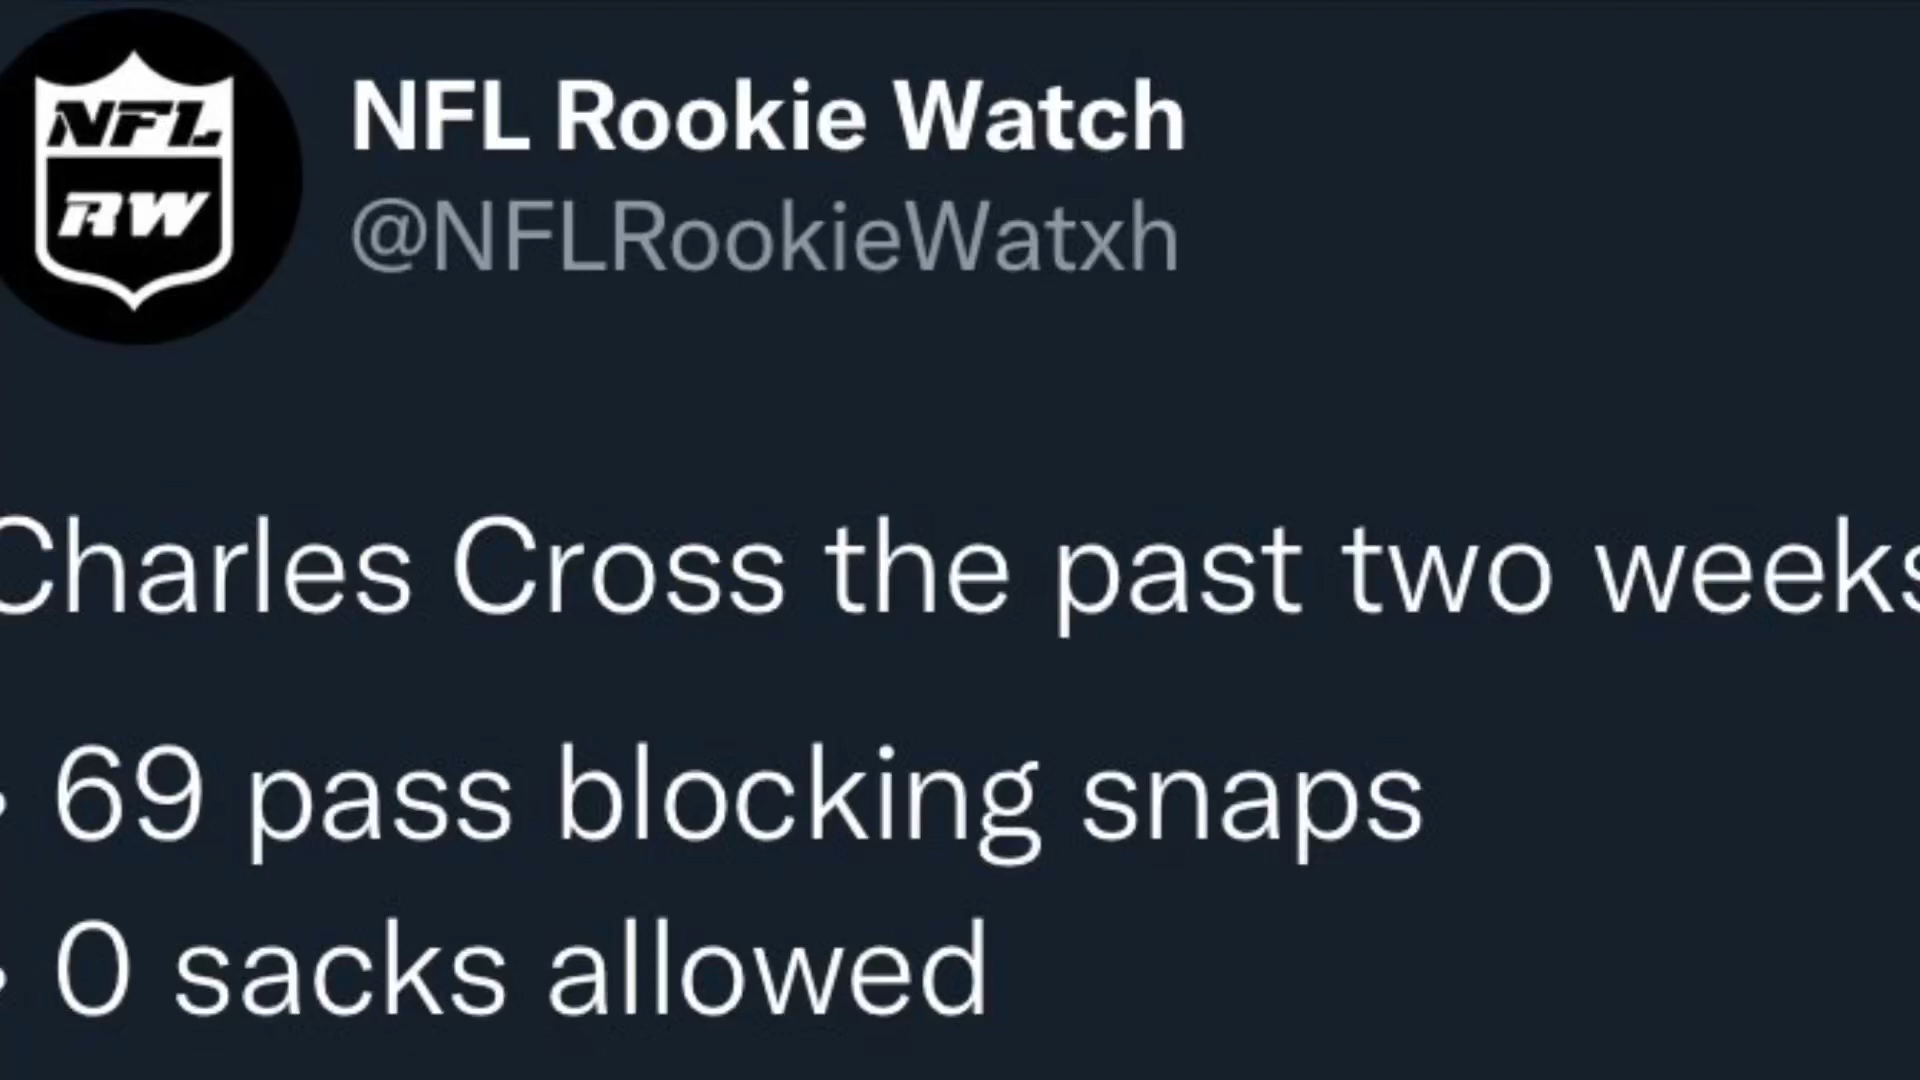 NFL
RW
NFL Rookie Watch
@NFLRookieWatxh
Charles Cross the past two weeks
• 69 pass blocking snaps
• 0 sacks allowed